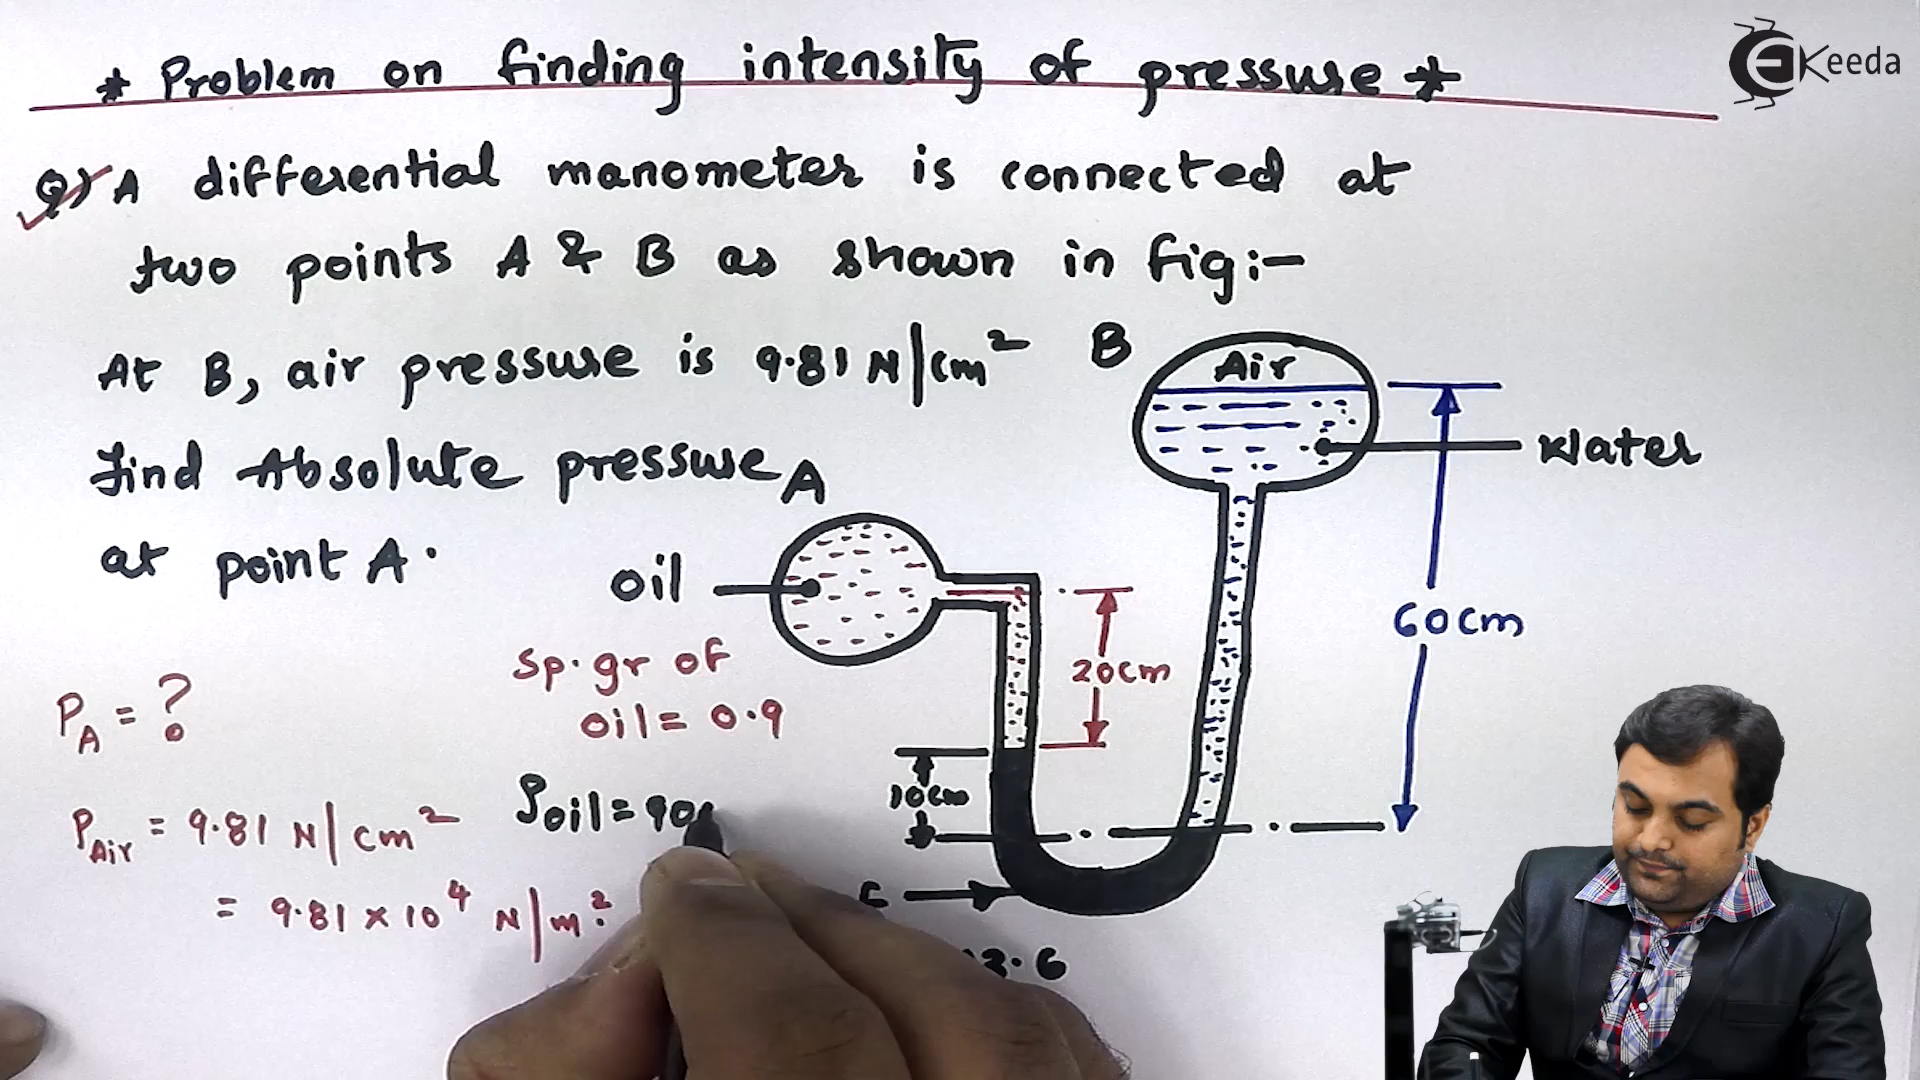 * Problem on finding intensity of pressure *
Keeda
Q) A differential manometer is connected at
two points A & B as shown in fig:-
At B, air pressure is 9.81 N/cm²
find Absolute pressure
at point A.
B
Air
Water
60cm
A
oil
20cm
10cm
sp.gr of
oil = 0.9
P_A = ?
P_Air = 9.81 N/cm²
= 9.81 × 10⁴ N/m².
ρ_oil = 90
3.6